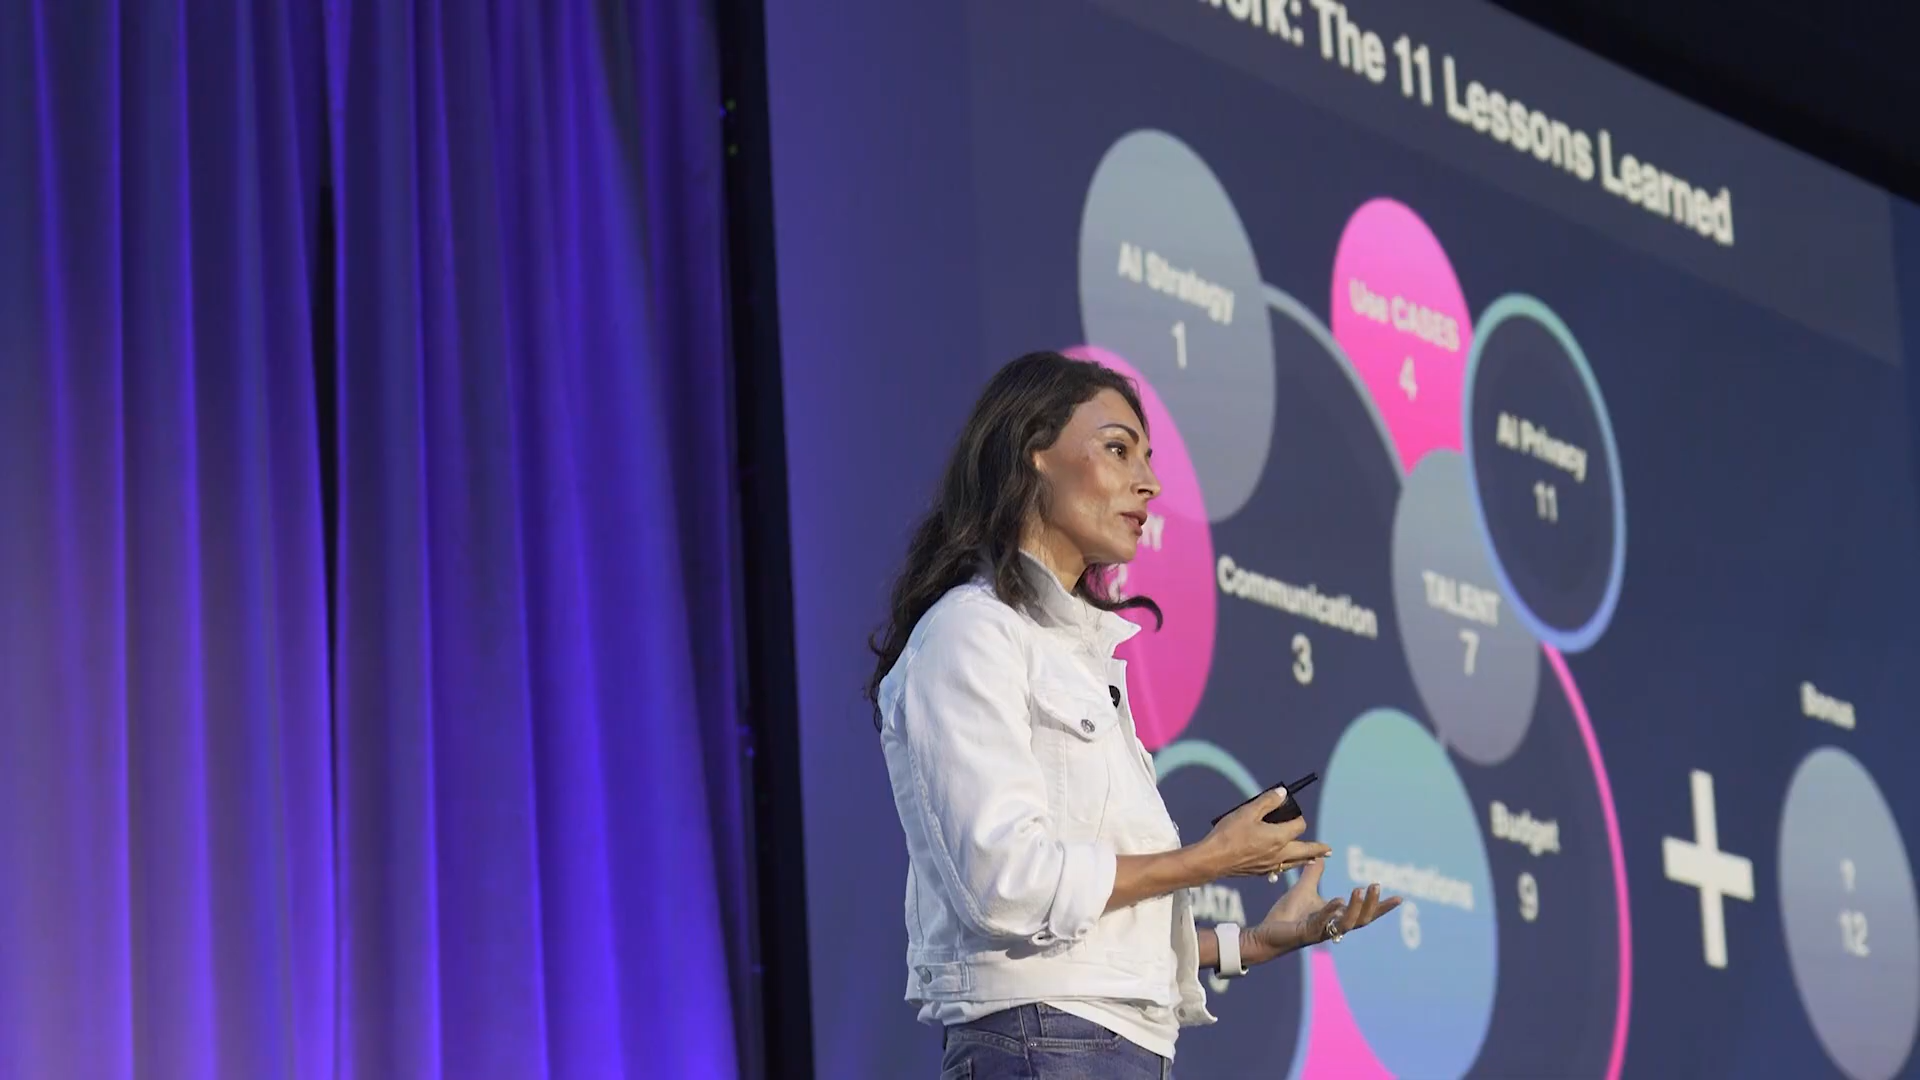 The 11 Lessons Learned
AI Strategy
1
Use CASES
4
AI Privacy
11
Communication
3
TALENT
7
Bonus
?
12
Budget
9
Expectations
6
DATA